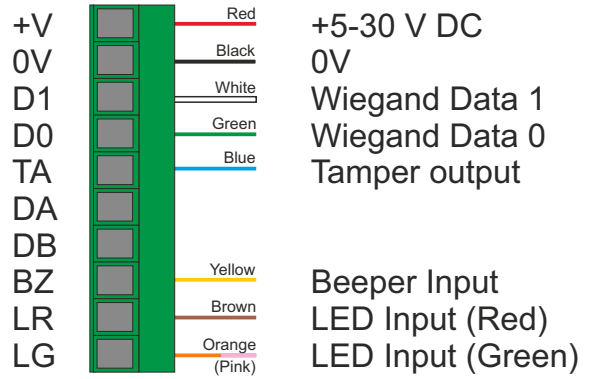 +V Red +5-30 V DC
0V Black 0V
D1 White Wiegand Data 1
D0 Green Wiegand Data 0
TA Blue Tamper output
DA
DB
BZ Yellow Beeper Input
LR Brown LED Input (Red)
LG Orange LED Input (Green)
(Pink)